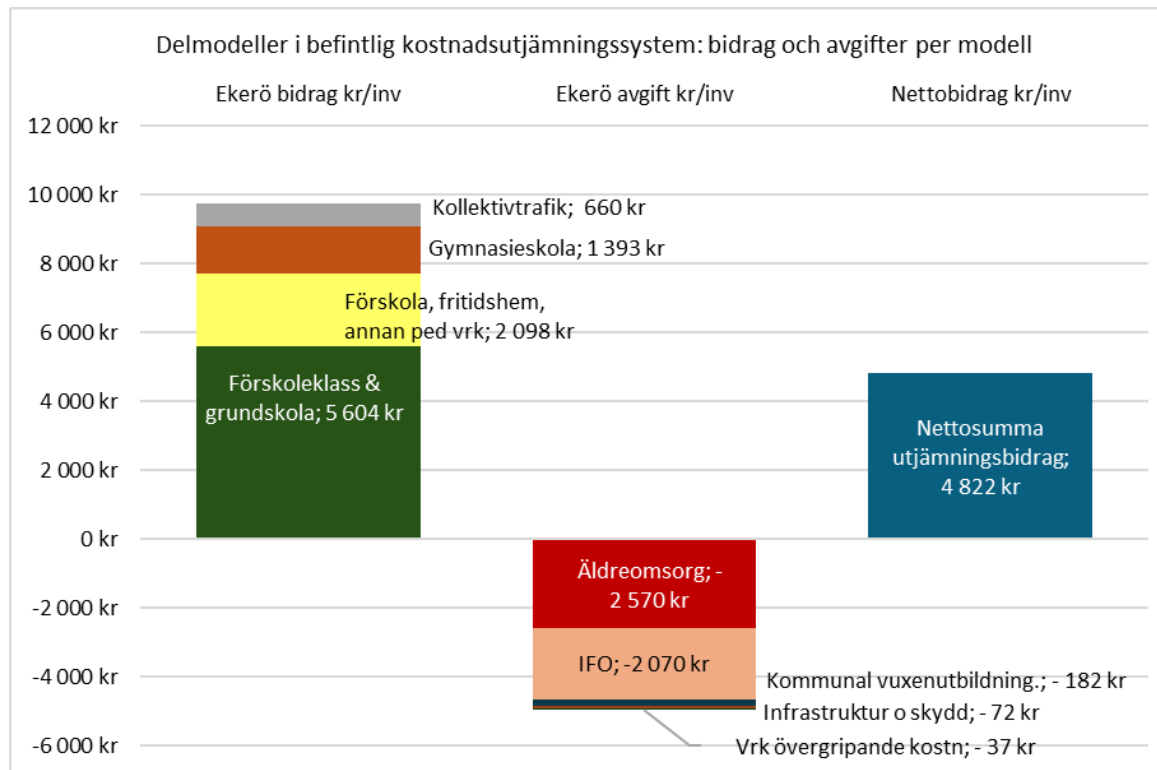 Delmodeller i befintlig kostnadsutjämningssystem: bidrag och avgifter per modell
Ekerö bidrag kr/inv
Ekerö avgift kr/inv
Nettobidrag kr/inv
12 000 kr
10 000 kr
8 000 kr
6 000 kr
4 000 kr
2 000 kr
0 kr
-2 000 kr
-4 000 kr
-6 000 kr
Kollektivtrafik; 660 kr
Gymnasieskola; 1 393 kr
Förskola, fritidshem,
annan ped vrk; 2 098 kr
Förskoleklass &
grundskola; 5 604 kr
Äldreomsorg; -
2 570 kr
IFO; -2 070 kr
Kommunal vuxenutbildning.; - 182 kr
Infrastruktur o skydd; - 72 kr
Vrk övergripande kostn; - 37 kr
Nettosumma
utjämningsbidrag;
4 822 kr